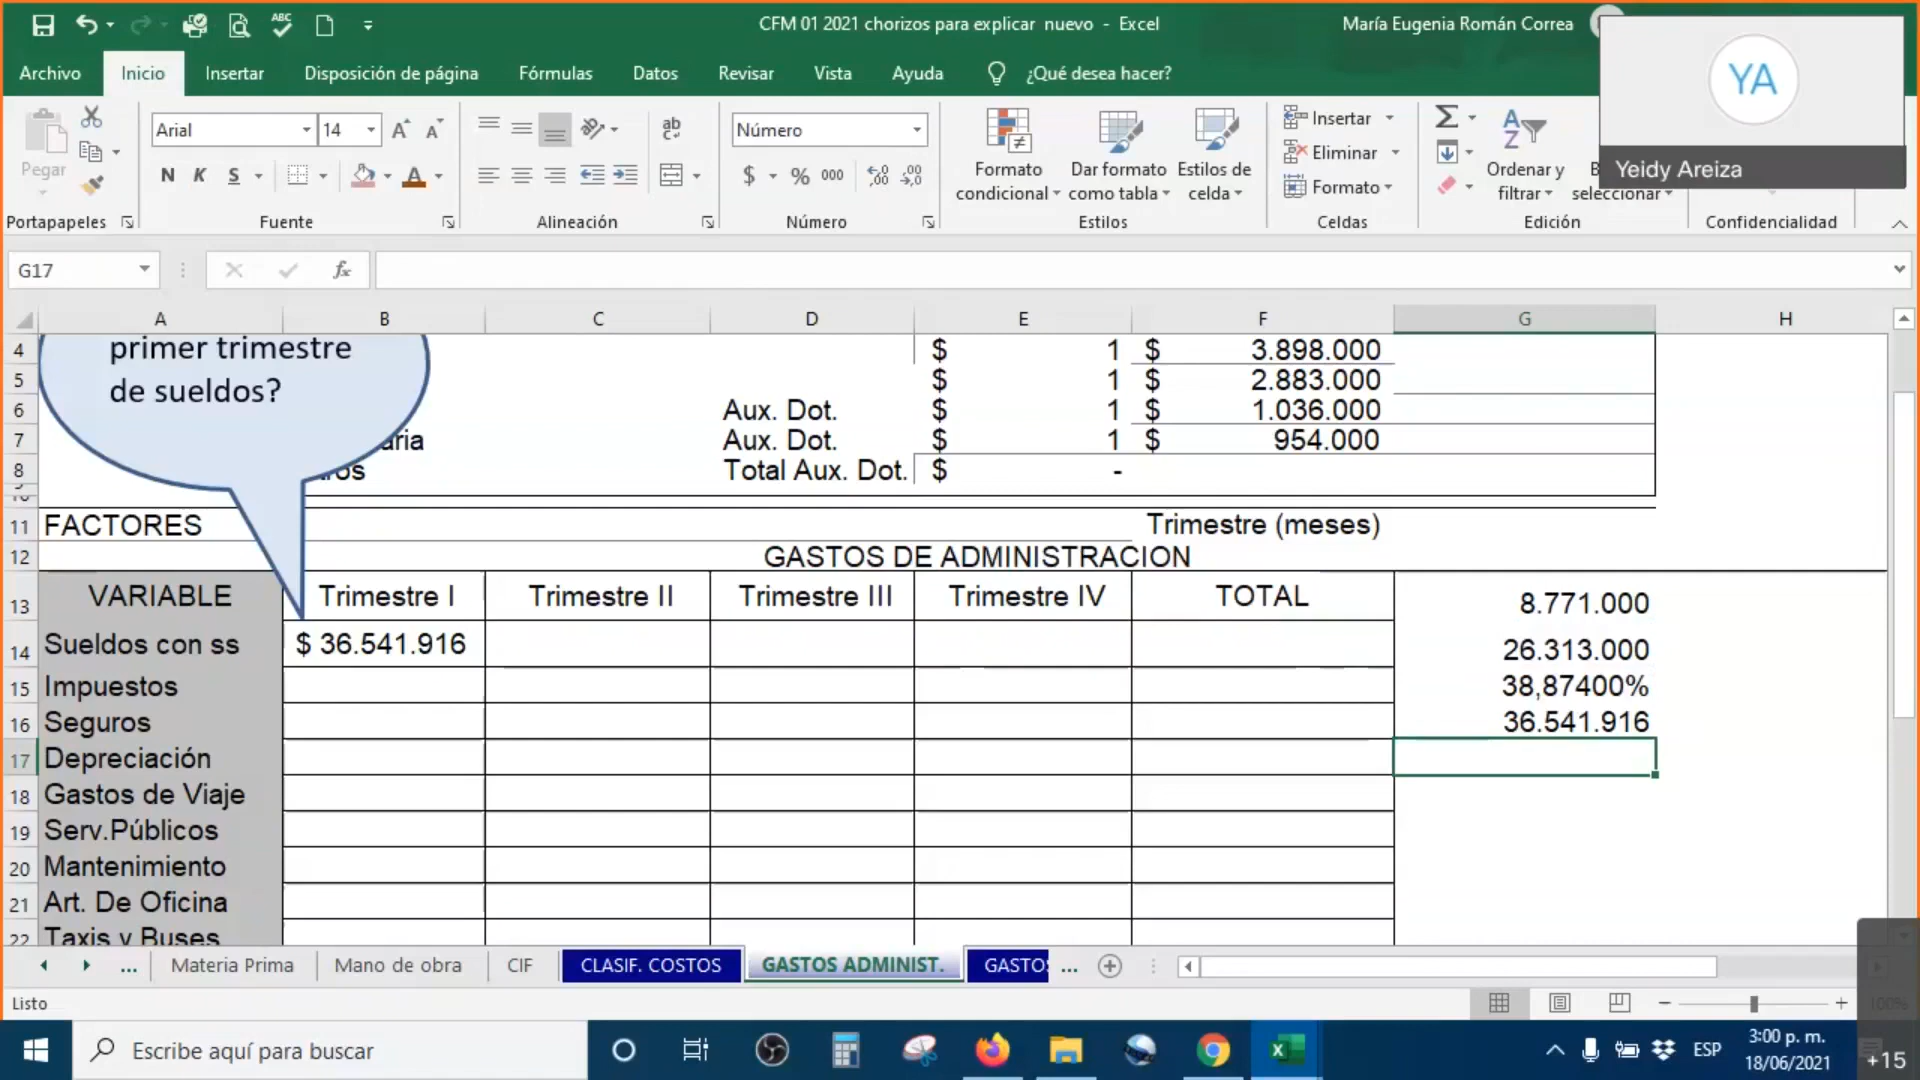 CFM 01 2021 chorizos para explicar nuevo - Excel
María Eugenia Román Correa
YA
Yeidy Areiza
Archivo Inicio Insertar Disposición de página Fórmulas Datos Revisar Vista Ayuda ¿Qué desea hacer?
Pegar
Portapapeles
Arial 14
N K S
Fuente
ab
Alineación
Número
$ % 000
Número
Formato condicional
Dar formato como tabla
Estilos de celda
Estilos
Insertar
Eliminar
Formato
Celdas
Ordenar y filtrar
seleccionar
Edición
Confidencialidad
G17
fx
A B C D E F G H
primer trimestre
de sueldos?
4 $ 1 $ 3.898.000
5 $ 1 $ 2.883.000
6 Aux. Dot. $ 1 $ 1.036.000
7 aria Aux. Dot. $ 1 $ 954.000
8 Total Aux. Dot. $ -
11 FACTORES Trimestre (meses)
12 GASTOS DE ADMINISTRACION
13 VARIABLE Trimestre I Trimestre II Trimestre III Trimestre IV TOTAL 8.771.000
14 Sueldos con ss $ 36.541.916 26.313.000
15 Impuestos 38,87400%
16 Seguros 36.541.916
17 Depreciación
18 Gastos de Viaje
19 Serv.Públicos
20 Mantenimiento
21 Art. De Oficina
22 Taxis y Buses
... Materia Prima Mano de obra CIF CLASIF. COSTOS GASTOS ADMINIST. GASTOS ...
Listo
100%
Escribe aquí para buscar
ESP
3:00 p. m.
18/06/2021
+15